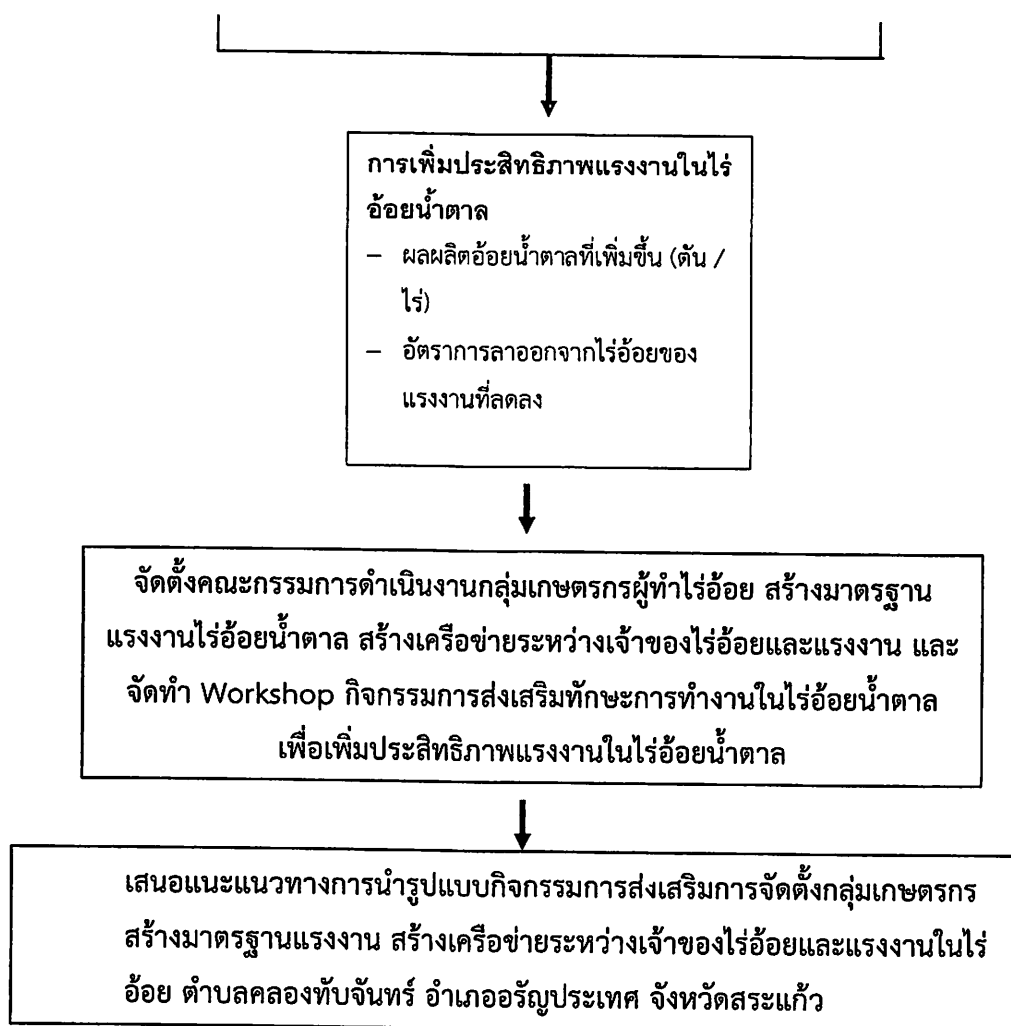 การเพิ่มประสิทธิภาพแรงงานในไร่
อ้อยน้ำตาล
– ผลผลิตอ้อยน้ำตาลที่เพิ่มขึ้น (ตัน /
ไร่)
– อัตราการลาออกจากไร่อ้อยของ
แรงงานที่ลดลง
จัดตั้งคณะกรรมการดำเนินงานกลุ่มเกษตรกรผู้ทำไร่อ้อย สร้างมาตรฐาน
แรงงานไร่อ้อยน้ำตาล สร้างเครือข่ายระหว่างเจ้าของไร่อ้อยและแรงงาน และ
จัดทำ Workshop กิจกรรมการส่งเสริมทักษะการทำงานในไร่อ้อยน้ำตาล
เพื่อเพิ่มประสิทธิภาพแรงงานในไร่อ้อยน้ำตาล
เสนอแนะแนวทางการนำรูปแบบกิจกรรมการส่งเสริมการจัดตั้งกลุ่มเกษตรกร
สร้างมาตรฐานแรงงาน สร้างเครือข่ายระหว่างเจ้าของไร่อ้อยและแรงงานในไร่
อ้อย ตำบลคลองทับจันทร์ อำเภออรัญประเทศ จังหวัดสระแก้ว